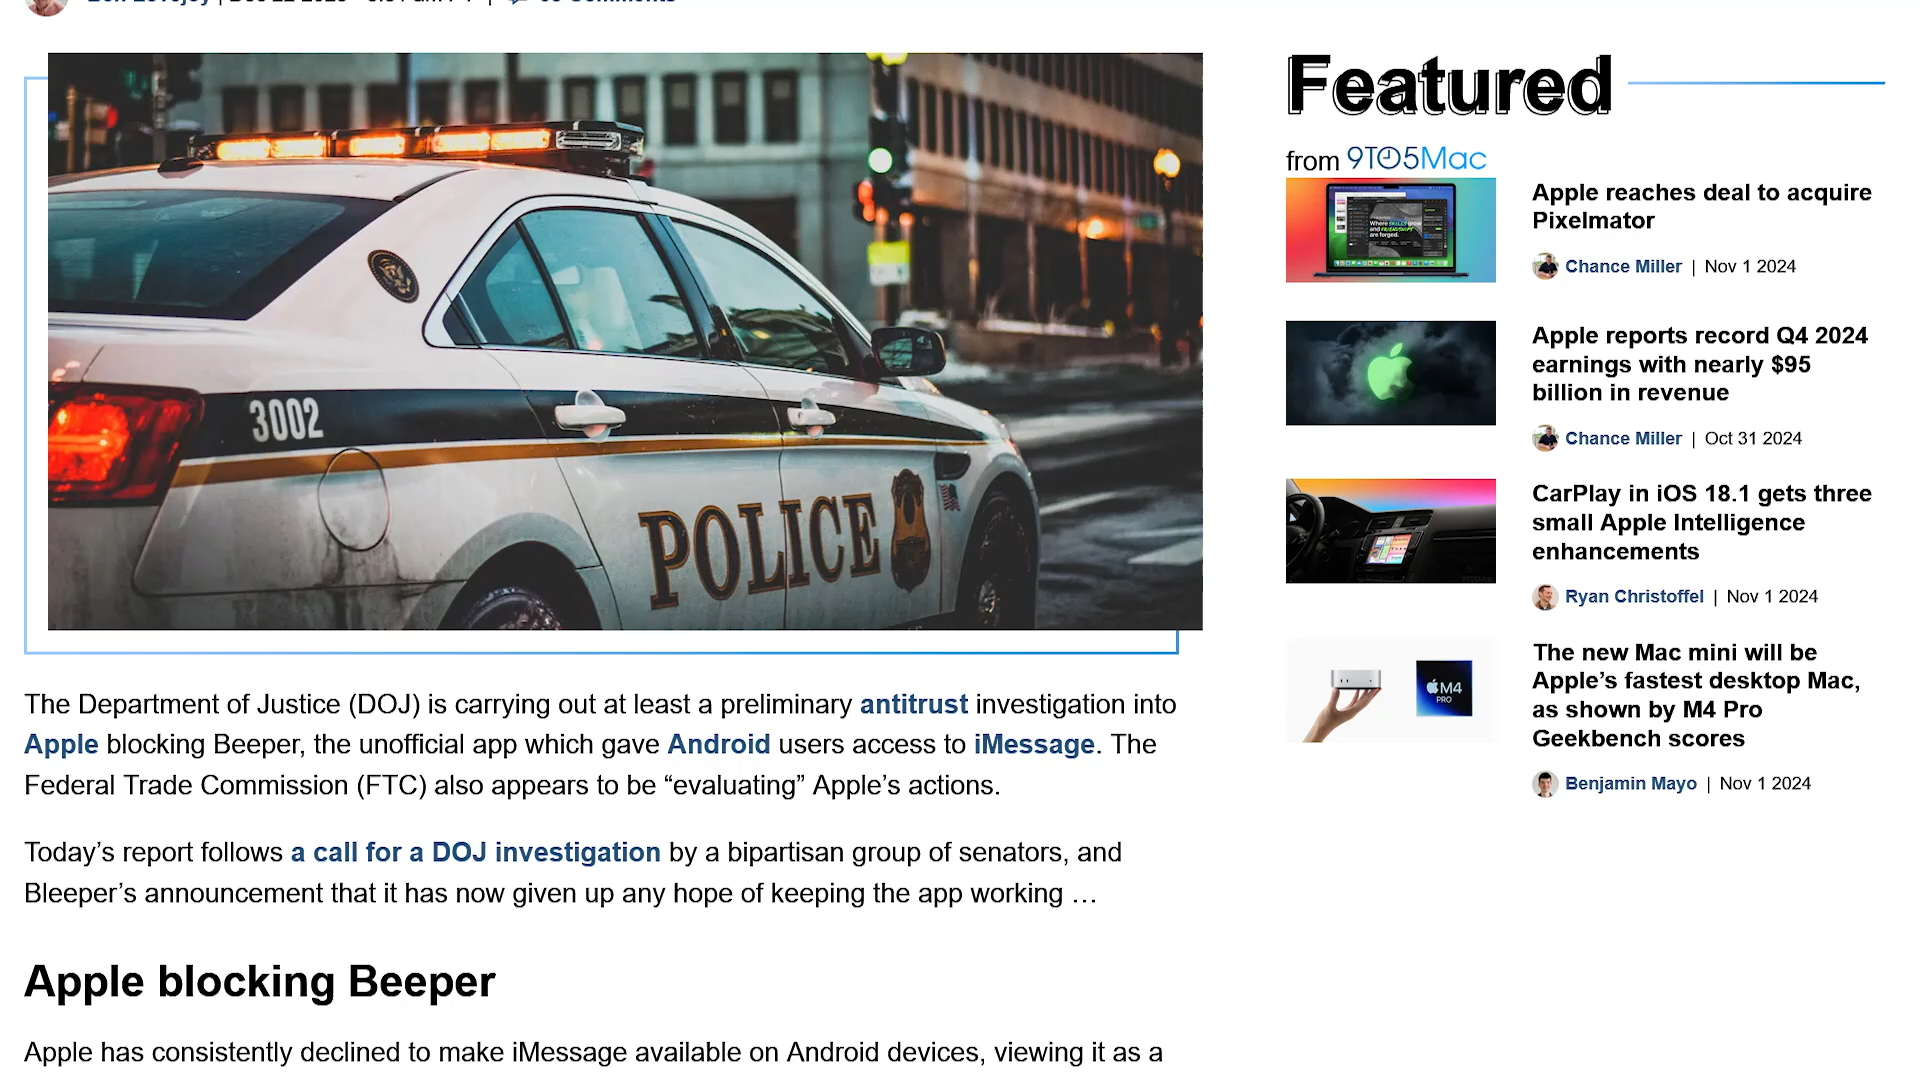 3002
POLICE
The Department of Justice (DOJ) is carrying out at least a preliminary antitrust investigation into
Apple blocking Beeper, the unofficial app which gave Android users access to iMessage. The
Federal Trade Commission (FTC) also appears to be “evaluating” Apple’s actions.
Today’s report follows a call for a DOJ investigation by a bipartisan group of senators, and
Bleeper’s announcement that it has now given up any hope of keeping the app working …
Apple blocking Beeper
Apple has consistently declined to make iMessage available on Android devices, viewing it as a
Featured
from 9TO5Mac
Apple reaches deal to acquire
Pixelmator
Chance Miller | Nov 1 2024
Apple reports record Q4 2024
earnings with nearly $95
billion in revenue
Chance Miller | Oct 31 2024
CarPlay in iOS 18.1 gets three
small Apple Intelligence
enhancements
Ryan Christoffel | Nov 1 2024
M4
PRO
The new Mac mini will be
Apple’s fastest desktop Mac,
as shown by M4 Pro
Geekbench scores
Benjamin Mayo | Nov 1 2024